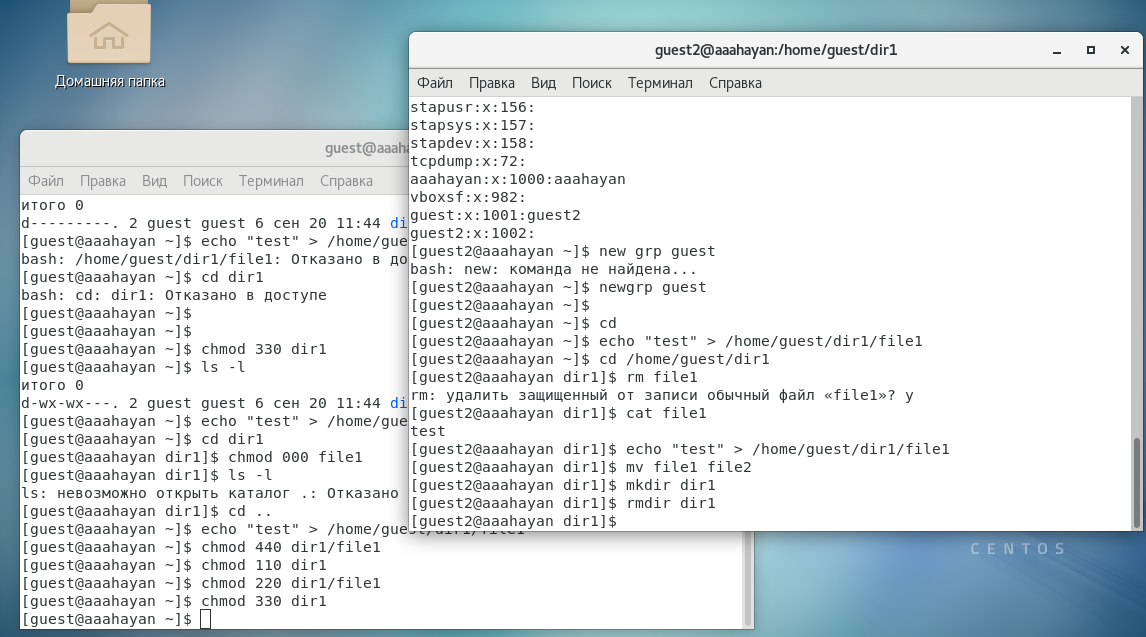 Домашняя папка
guest@aaaha
Файл Правка Вид Поиск Терминал Справка
итого 0
d---------. 2 guest guest 6 сен 20 11:44 di
[guest@aaahayan ~]$ echo "test" > /home/gue
bash: /home/guest/dir1/file1: Отказано в до
[guest@aaahayan ~]$ cd dir1
bash: cd: dir1: Отказано в доступе
[guest@aaahayan ~]$
[guest@aaahayan ~]$
[guest@aaahayan ~]$ chmod 330 dir1
[guest@aaahayan ~]$ ls -l
итого 0
d-wx-wx---. 2 guest guest 6 сен 20 11:44 di
[guest@aaahayan ~]$ echo "test" > /home/gue
[guest@aaahayan ~]$ cd dir1
[guest@aaahayan dir1]$ chmod 000 file1
[guest@aaahayan dir1]$ ls -l
ls: невозможно открыть каталог .: Отказано
[guest@aaahayan dir1]$ cd ..
[guest@aaahayan ~]$ echo "test" > /home/guest/dir1/file1
[guest@aaahayan ~]$ chmod 440 dir1/file1
[guest@aaahayan ~]$ chmod 110 dir1
[guest@aaahayan ~]$ chmod 220 dir1/file1
[guest@aaahayan ~]$ chmod 330 dir1
[guest@aaahayan ~]$
guest2@aaahayan:/home/guest/dir1
Файл Правка Вид Поиск Терминал Справка
stapusr:x:156:
stapsys:x:157:
stapdev:x:158:
tcpdump:x:72:
aaahayan:x:1000:aaahayan
vboxsf:x:982:
guest:x:1001:guest2
guest2:x:1002:
[guest2@aaahayan ~]$ new grp guest
bash: new: команда не найдена...
[guest2@aaahayan ~]$ newgrp guest
[guest2@aaahayan ~]$
[guest2@aaahayan ~]$ cd
[guest2@aaahayan ~]$ echo "test" > /home/guest/dir1/file1
[guest2@aaahayan ~]$ cd /home/guest/dir1
[guest2@aaahayan dir1]$ rm file1
rm: удалить защищенный от записи обычный файл «file1»? y
[guest2@aaahayan dir1]$ cat file1
test
[guest2@aaahayan dir1]$ echo "test" > /home/guest/dir1/file1
[guest2@aaahayan dir1]$ mv file1 file2
[guest2@aaahayan dir1]$ mkdir dir1
[guest2@aaahayan dir1]$ rmdir dir1
[guest2@aaahayan dir1]$
CENTOS